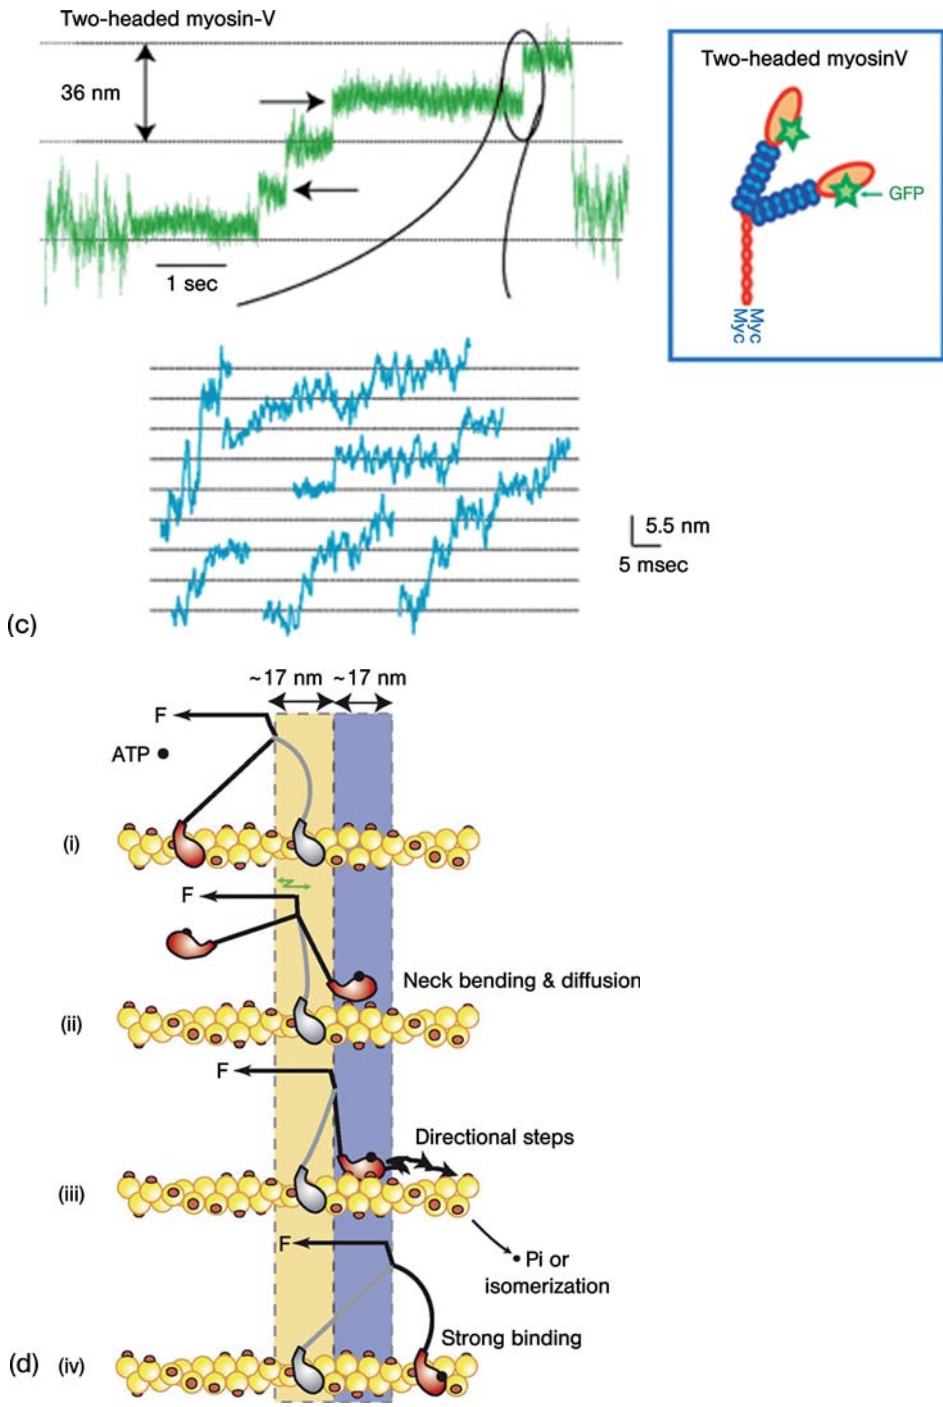 Two-headed myosin-V
36 nm
1 sec
Two-headed myosinV
GFP
Myc
Myc
5.5 nm
5 msec
(c)
~17 nm
~17 nm
F
ATP
(i)
F
Neck bending & diffusion
(ii)
F
Directional steps
(iii)
Pi or
isomerization
F
Strong binding
(d)
(iv)